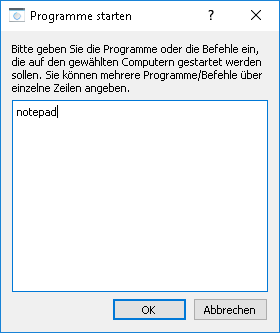 Programme starten
Bitte geben Sie die Programme oder die Befehle ein,
die auf den gewählten Computern gestartet werden
sollen. Sie können mehrere Programme/Befehle über
einzelne Zeilen angeben.
notepad
OK
Abbrechen